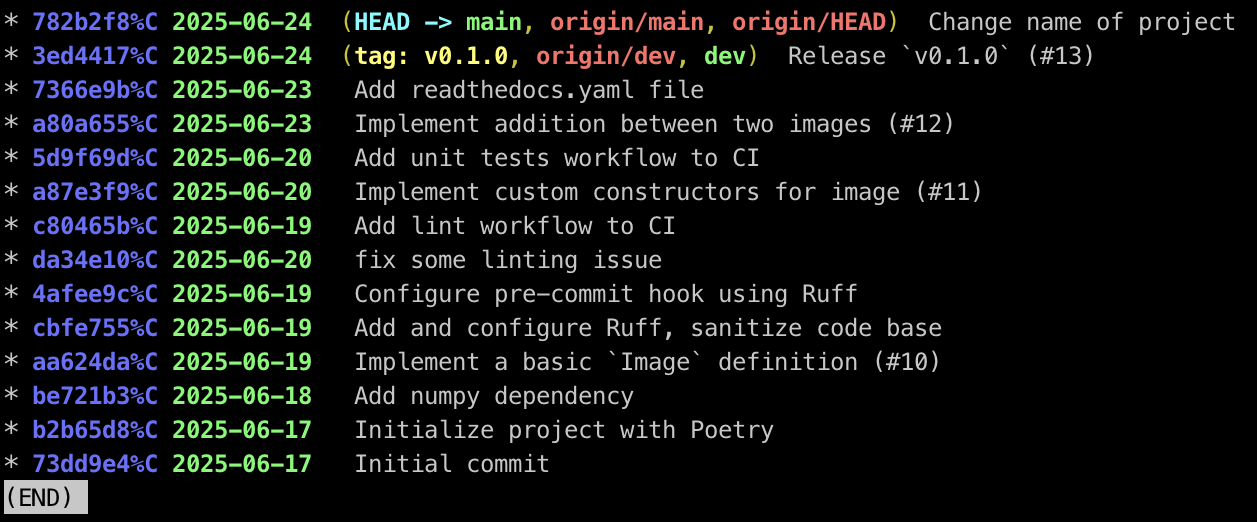 * 782b2f8%C 2025-06-24  (HEAD -> main, origin/main, origin/HEAD)  Change name of project
* 3ed4417%C 2025-06-24  (tag: v0.1.0, origin/dev, dev)  Release `v0.1.0` (#13)
* 7366e9b%C 2025-06-23   Add readthedocs.yaml file
* a80a655%C 2025-06-23   Implement addition between two images (#12)
* 5d9f69d%C 2025-06-20   Add unit tests workflow to CI
* a87e3f9%C 2025-06-20   Implement custom constructors for image (#11)
* c80465b%C 2025-06-19   Add lint workflow to CI
* da34e10%C 2025-06-20   fix some linting issue
* 4afee9c%C 2025-06-19   Configure pre-commit hook using Ruff
* cbfe755%C 2025-06-19   Add and configure Ruff, sanitize code base
* aa624da%C 2025-06-19   Implement a basic `Image` definition (#10)
* be721b3%C 2025-06-18   Add numpy dependency
* b2b65d8%C 2025-06-17   Initialize project with Poetry
* 73dd9e4%C 2025-06-17   Initial commit
(END)